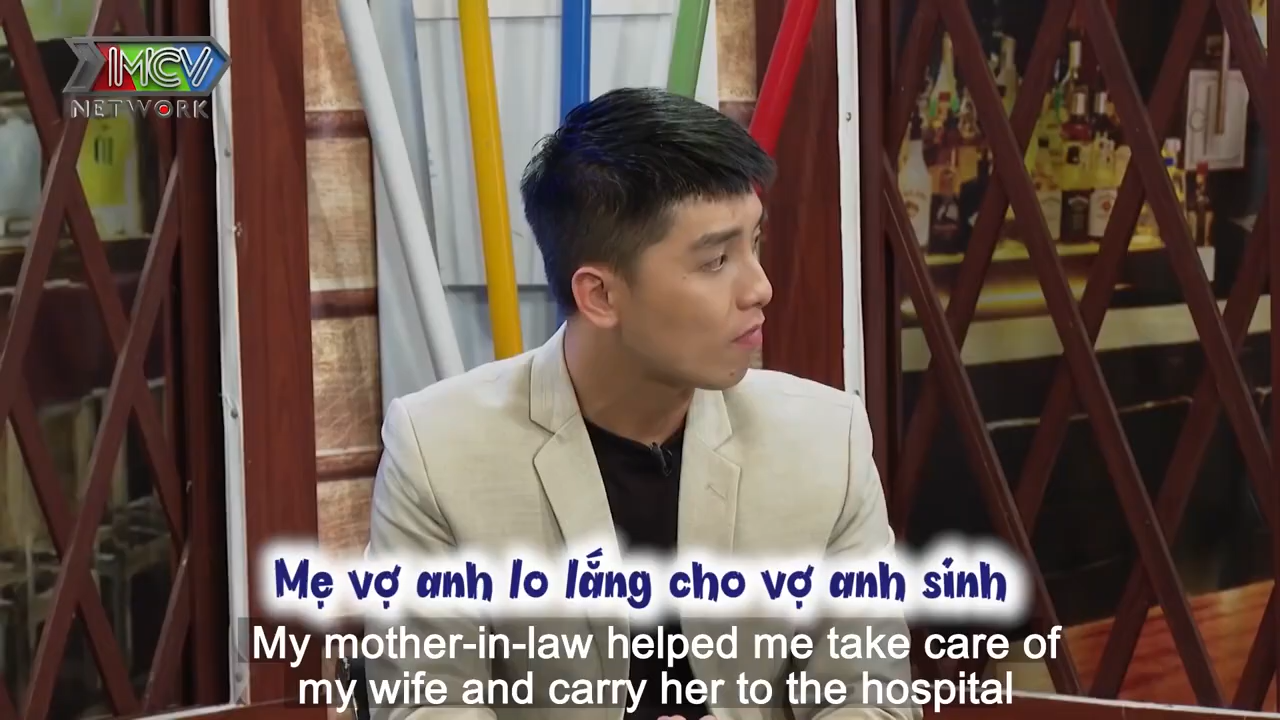 MCV
NETWORK
Mẹ vợ anh lo lắng cho vợ anh sinh
My mother-in-law helped me take care of
my wife and carry her to the hospital